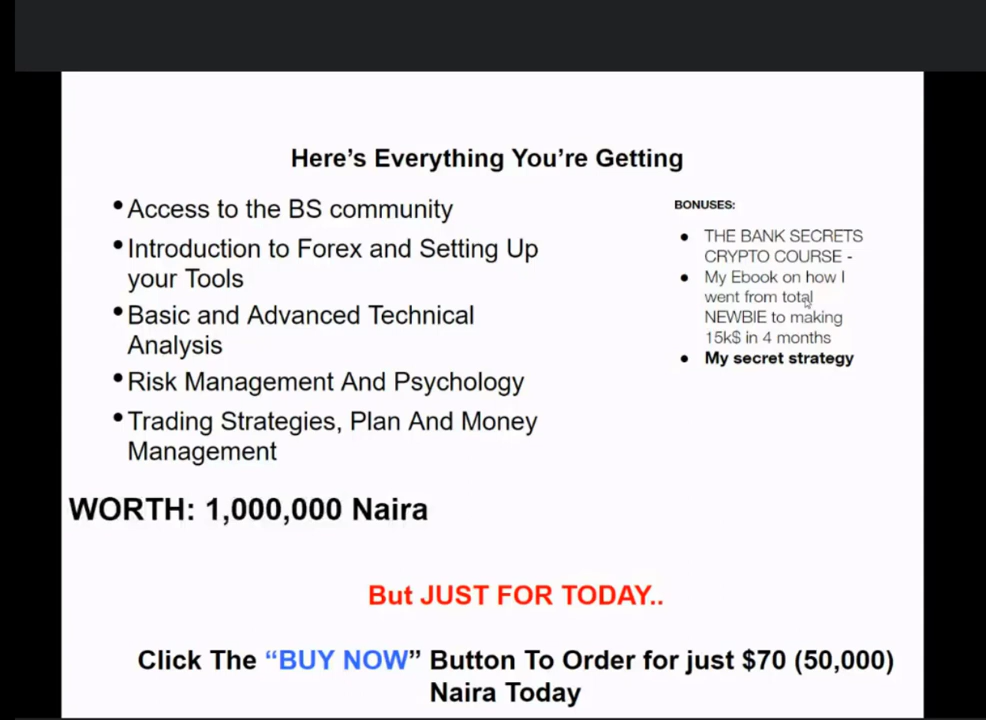 Here's Everything You're Getting
•Access to the BS community
•Introduction to Forex and Setting Up
your Tools
•Basic and Advanced Technical
Analysis
•Risk Management And Psychology
•Trading Strategies, Plan And Money
Management
BONUSES:
• THE BANK SECRETS
CRYPTO COURSE -
• My Ebook on how I
went from total
NEWBIE to making
15k$ in 4 months
• My secret strategy
WORTH: 1,000,000 Naira
But JUST FOR TODAY..
Click The “BUY NOW” Button To Order for just $70 (50,000)
Naira Today